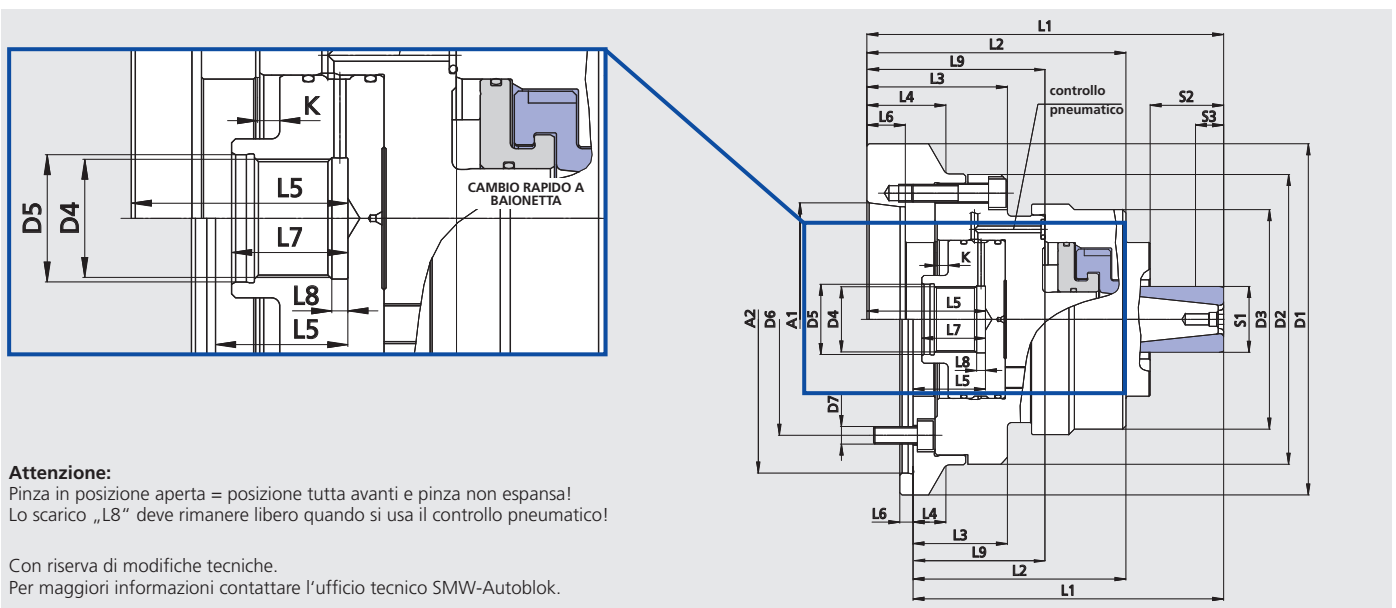 K
L5
CAMBIO RAPIDO A
BAIONETTA
D5
D4
L7
L8
L5
L1
L2
L9
L3
controllo
pneumatico
L4
S2
L6
S3
K
L5
A2
D6
A1
D5
D4
L7
S1
D3
D2
D1
L8
L5
D7
L6
L4
L3
L9
L2
L1
Attenzione:
Pinza in posizione aperta = posizione tutta avanti e pinza non espansa!
Lo scarico „L8“ deve rimanere libero quando si usa il controllo pneumatico!
Con riserva di modifiche tecniche.
Per maggiori informazioni contattare l‘ufficio tecnico SMW-Autoblok.